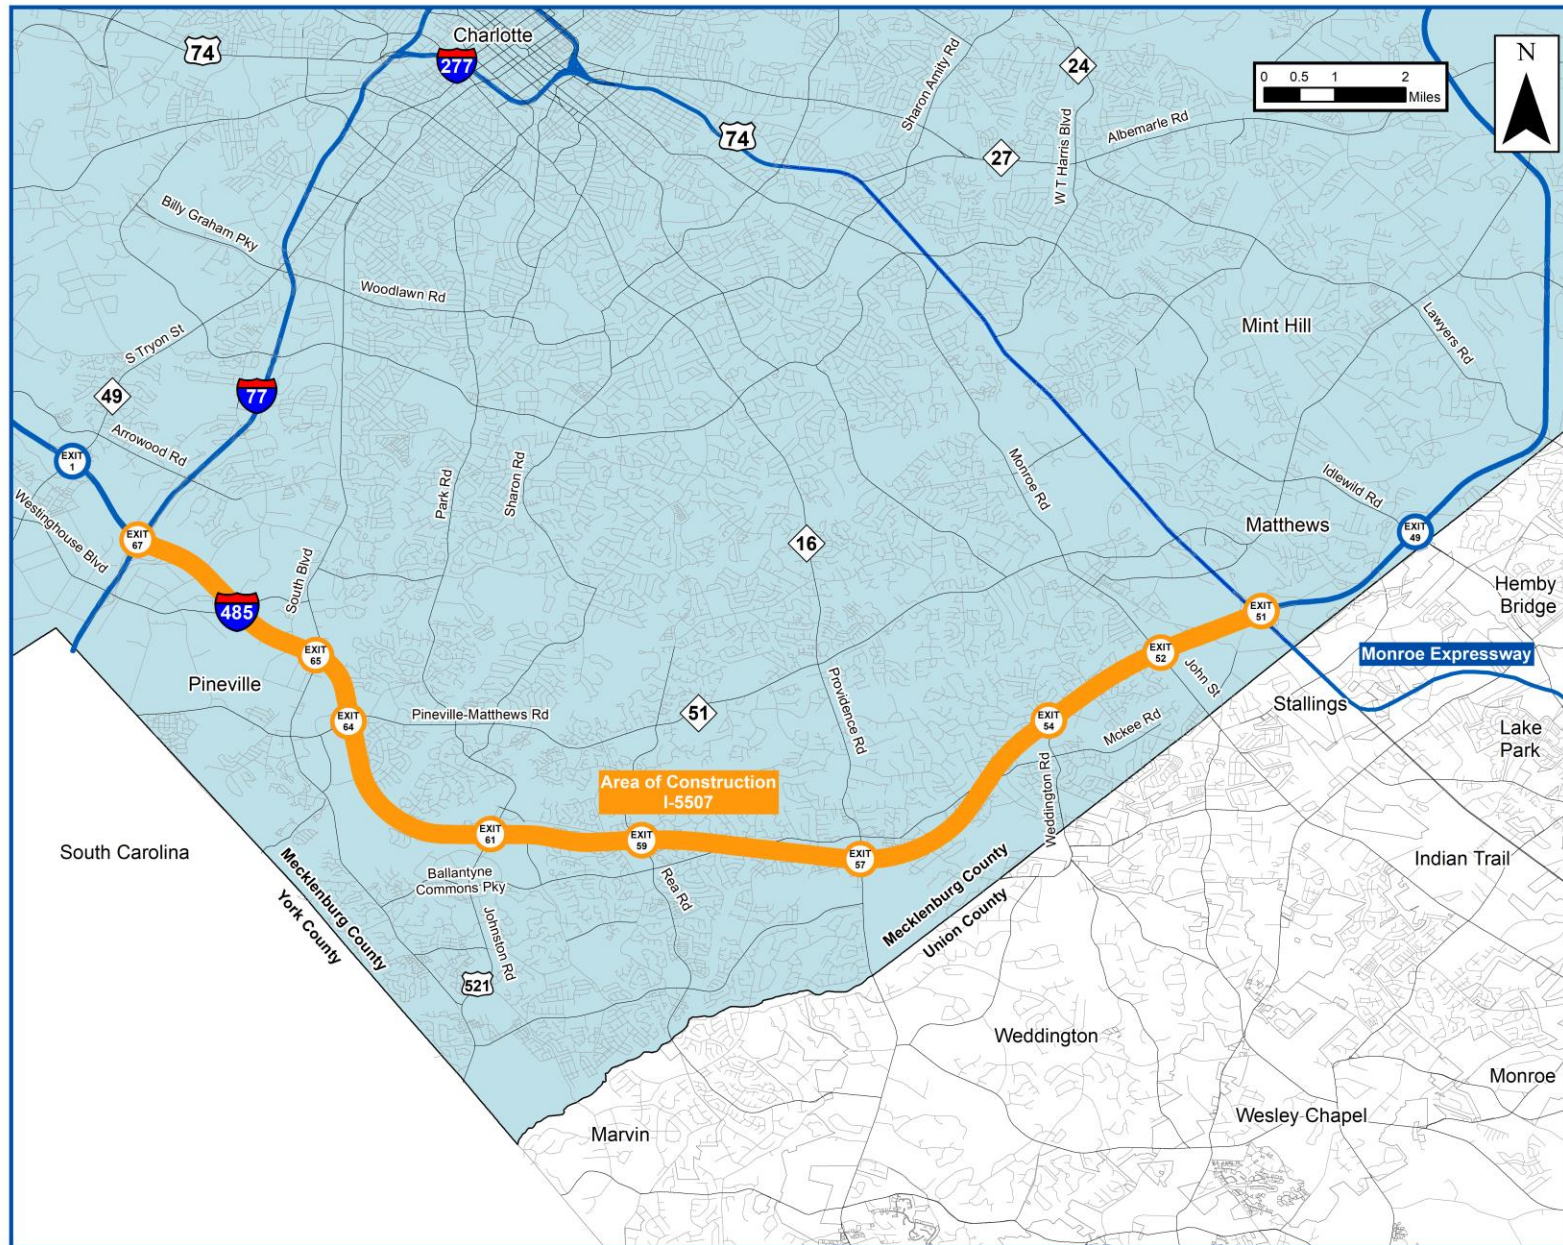 Charlotte
74
277
24
0 0.5 1 2
Miles
N
Sharon Amity Rd
74
W T Harris Blvd
Albemarle Rd
27
Billy Graham Pky
Woodlawn Rd
Mint Hill
Lawyers Rd
S Tryon St
49
77
Arrowood Rd
EXIT
1
Park Rd
Sharon Rd
Monroe Rd
Idlewild Rd
Westinghouse Blvd
EXIT
67
16
Matthews
EXIT
49
South Blvd
485
Hemby
Bridge
EXIT
51
EXIT
65
EXIT
52
John St
Monroe Expressway
Pineville
Providence Rd
Stallings
EXIT
64
Pineville-Matthews Rd
51
EXIT
54
Mckee Rd
Lake
Park
Area of Construction
I-5507
Weddington Rd
EXIT
61
EXIT
59
EXIT
57
South Carolina
Indian Trail
Mecklenburg County
York County
Ballantyne
Commons Pky
Rea Rd
Mecklenburg County
Union County
Johnston Rd
521
Weddington
Monroe
Wesley Chapel
Marvin